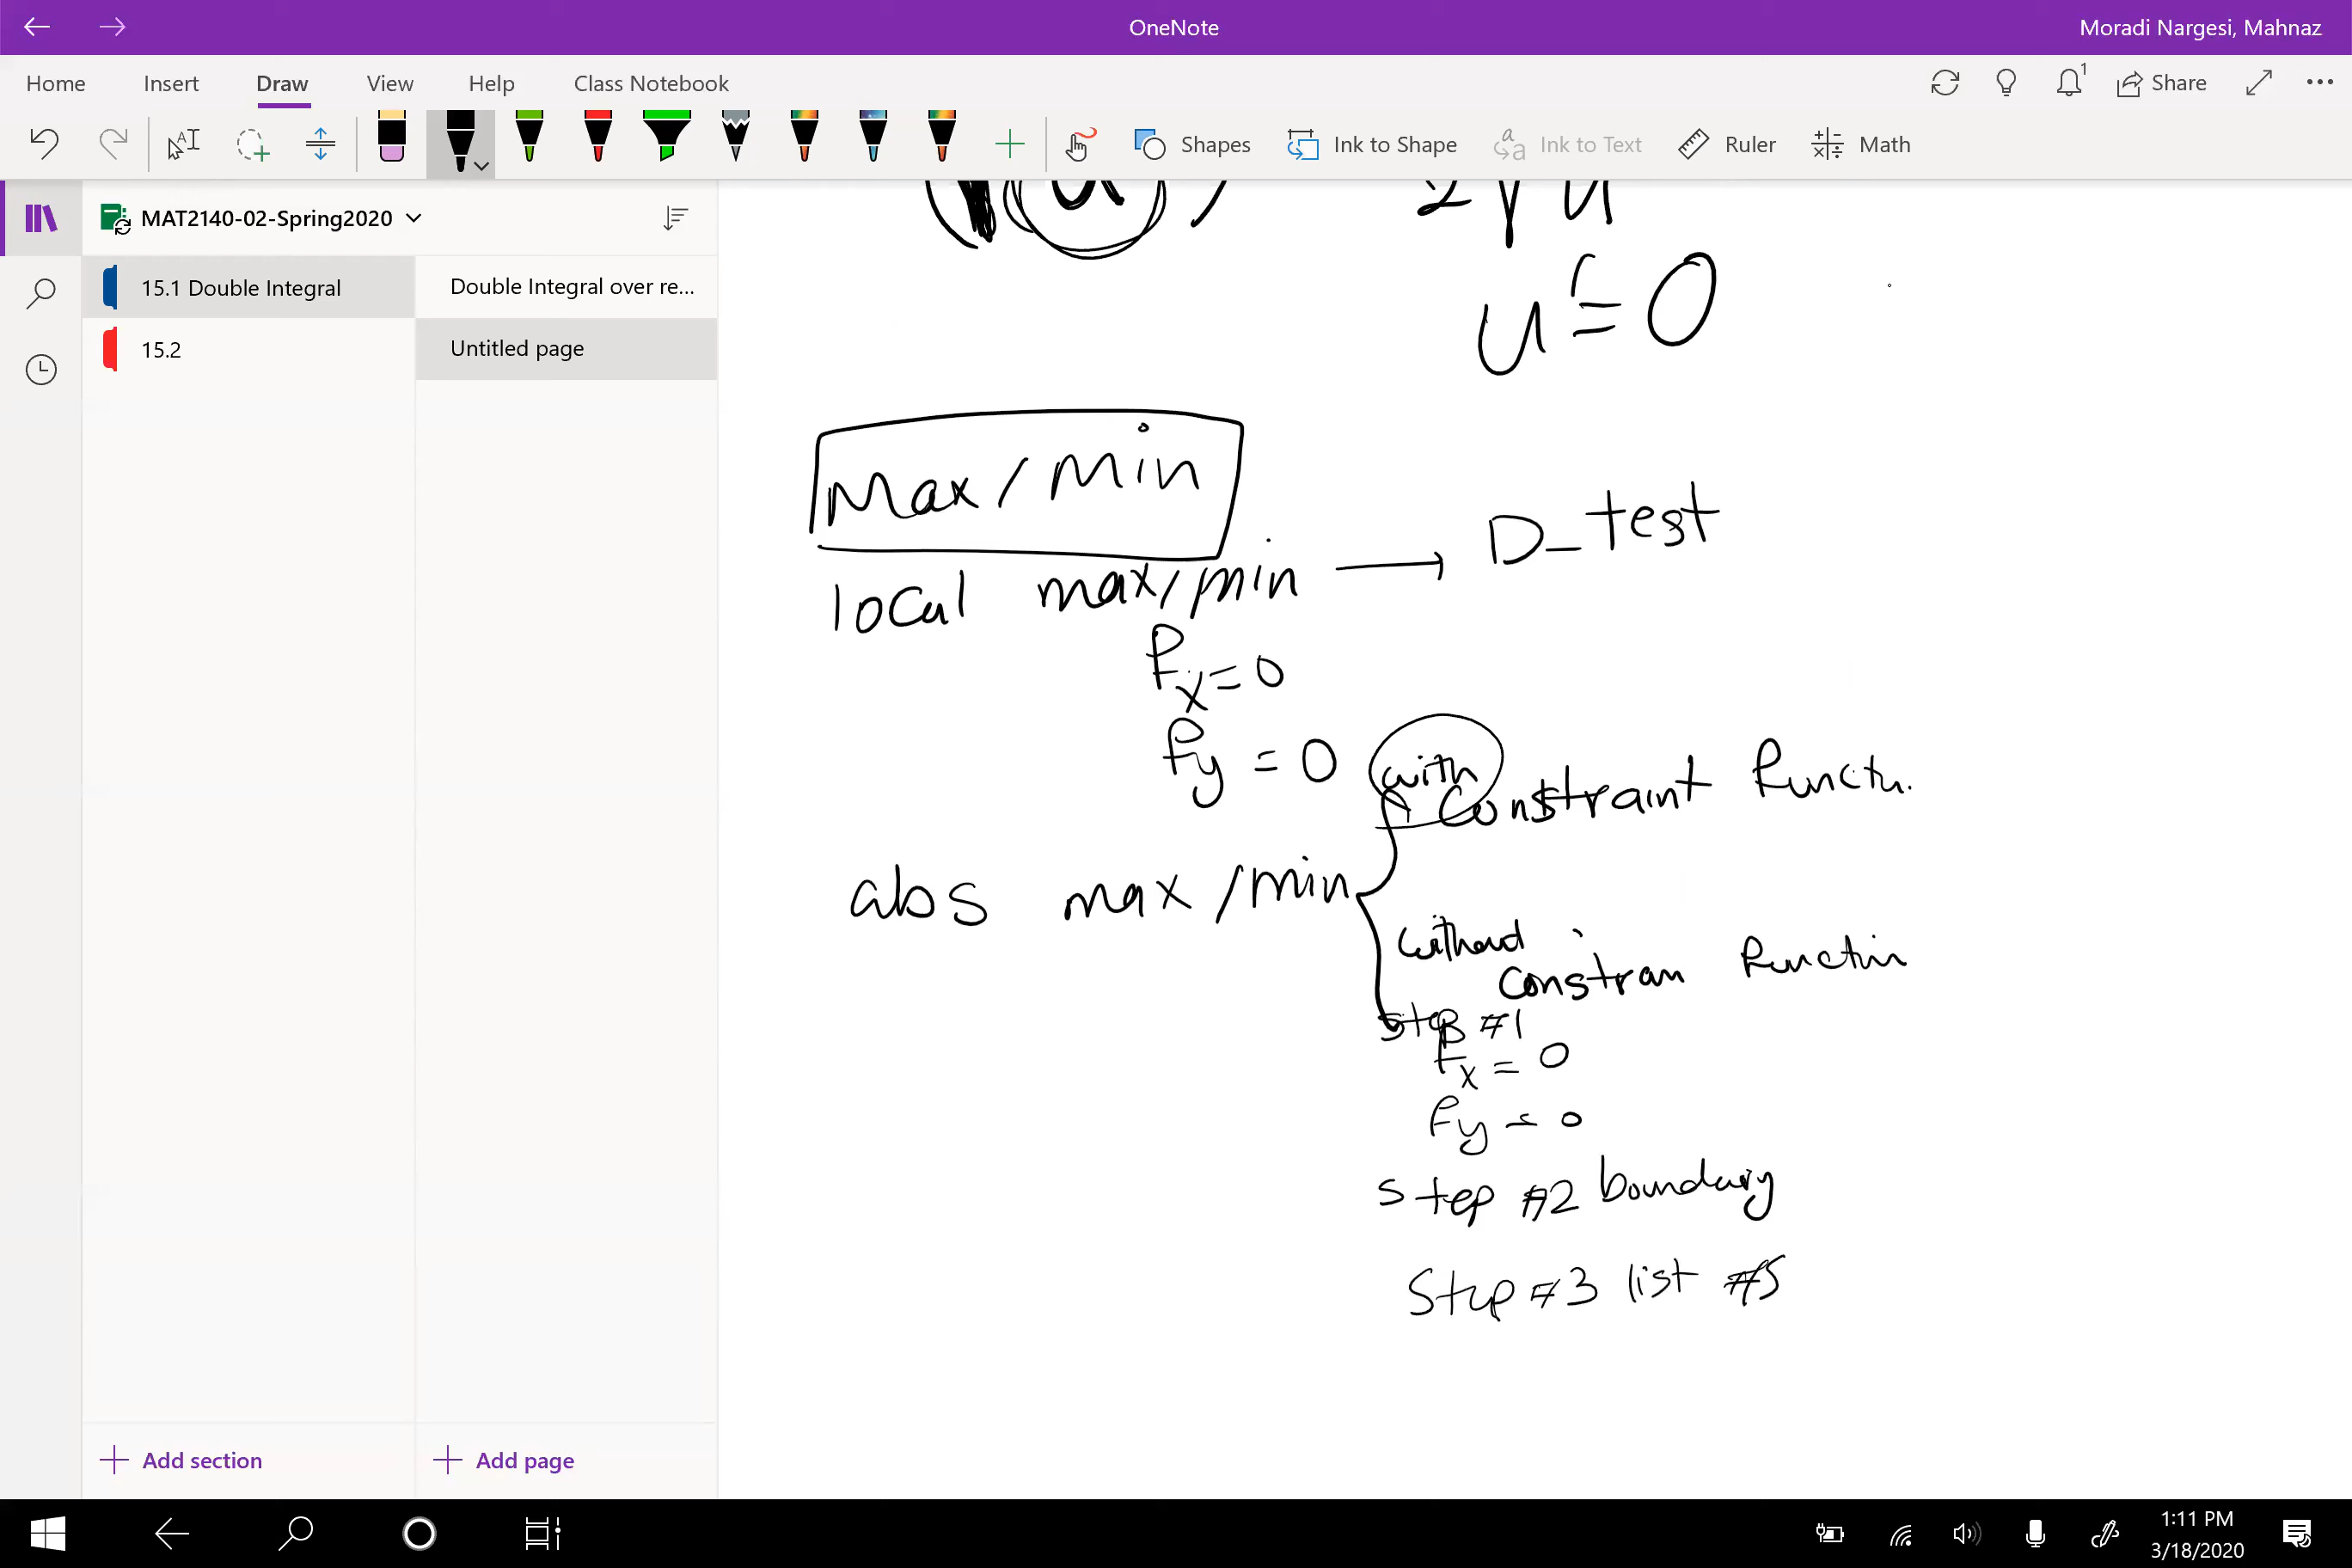 OneNote
Moradi Nargesi, Mahnaz
Home Insert Draw View Help Class Notebook
1 Share
Shapes Ink to Shape Ink to Text Ruler Math
MAT2140-02-Spring2020
15.1 Double Integral
15.2
Double Integral over re...
Untitled page
u' = 0
Max/Min
local max/min → D_test
fx = 0
fy = 0
with
Constraint functn.
abs max/min
without
Constran functin
step #1
fx = 0
fy = 0
step #2 boundary
Step #3 list #s
Add section
Add page
1:11 PM
3/18/2020